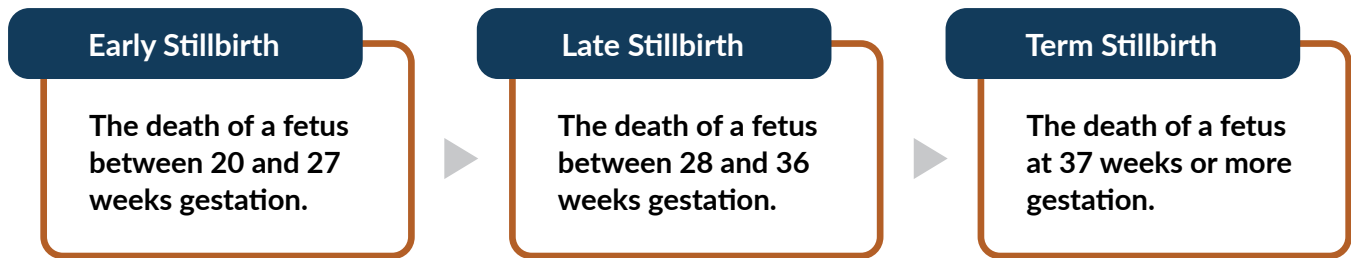 Early Stillbirth
The death of a fetus
between 20 and 27
weeks gestation.
Late Stillbirth
The death of a fetus
between 28 and 36
weeks gestation.
Term Stillbirth
The death of a fetus
at 37 weeks or more
gestation.